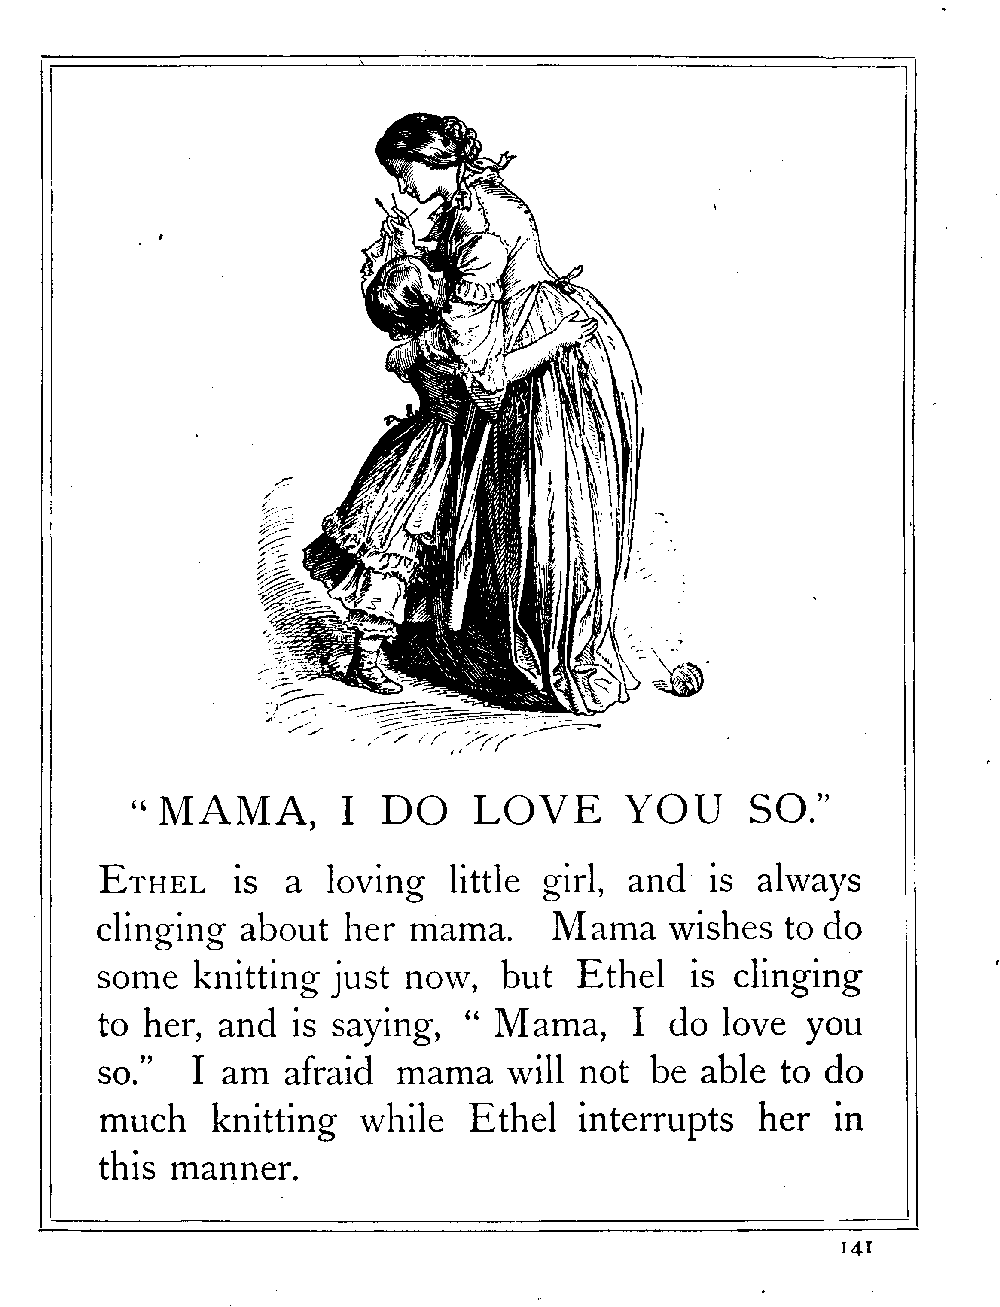 “MAMA, I DO LOVE YOU SO.”
ETHEL is a loving little girl, and is always
clinging about her mama. Mama wishes to do
some knitting just now, but Ethel is clinging
to her, and is saying, “ Mama, I do love you
so.” I am afraid mama will not be able to do
much knitting while Ethel interrupts her in
this manner.
141